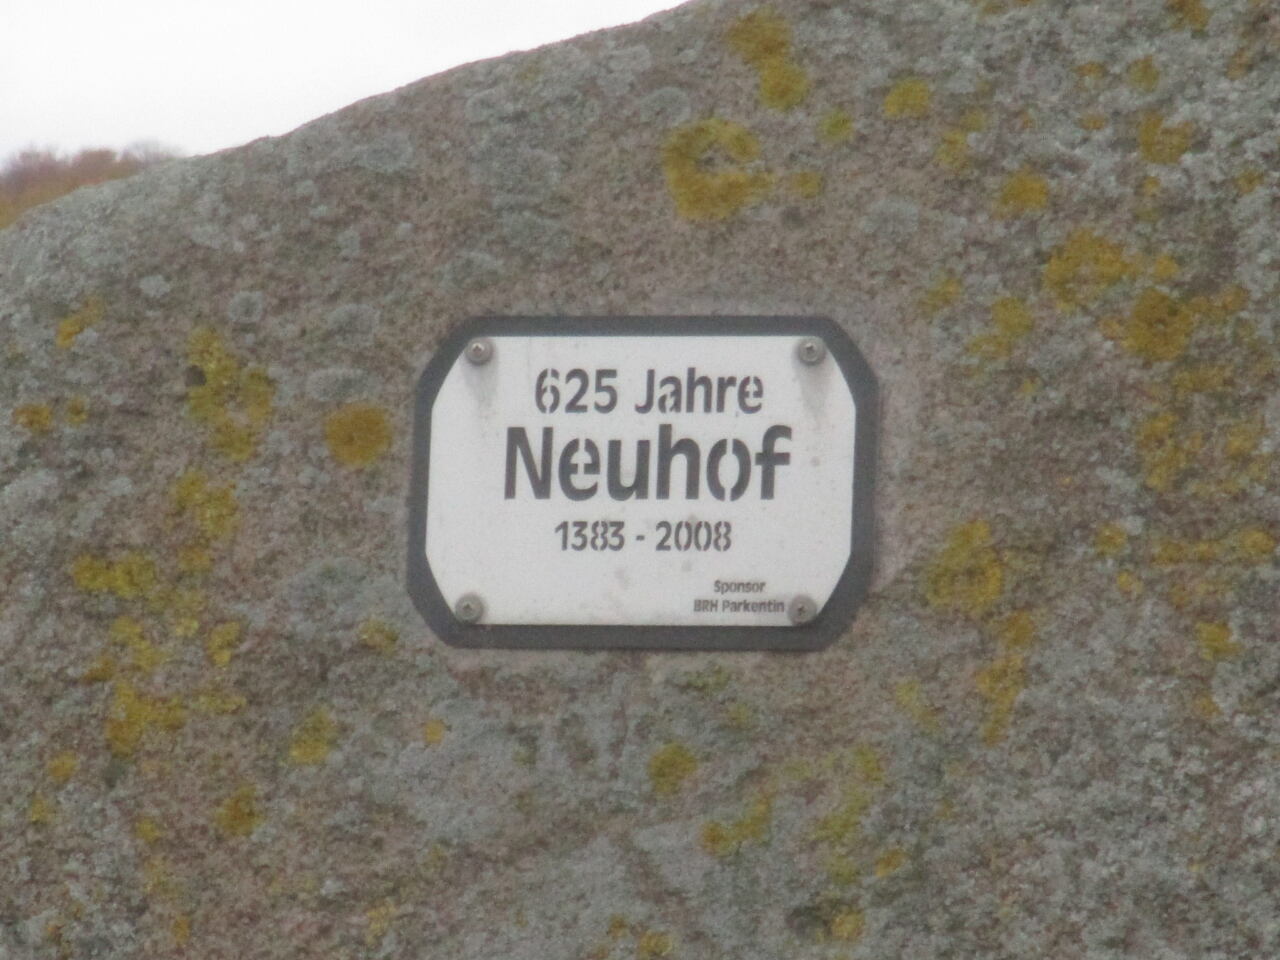 625 Jahre
Neuhof
1383 - 2008
Sponsor
BRH Parkentin